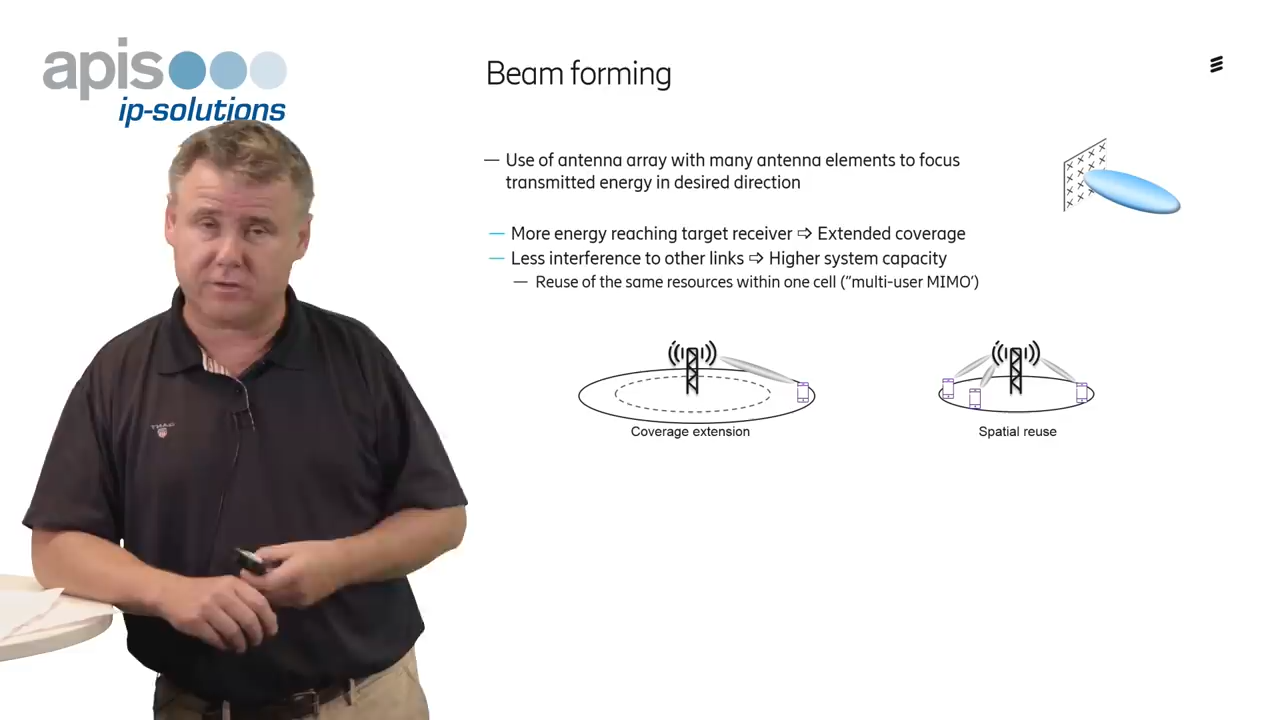 apis
ip-solutions
Beam forming
— Use of antenna array with many antenna elements to focus
transmitted energy in desired direction
— More energy reaching target receiver ⇨ Extended coverage
— Less interference to other links ⇨ Higher system capacity
— Reuse of the same resources within one cell (“multi-user MIMO‘)
Coverage extension
Spatial reuse